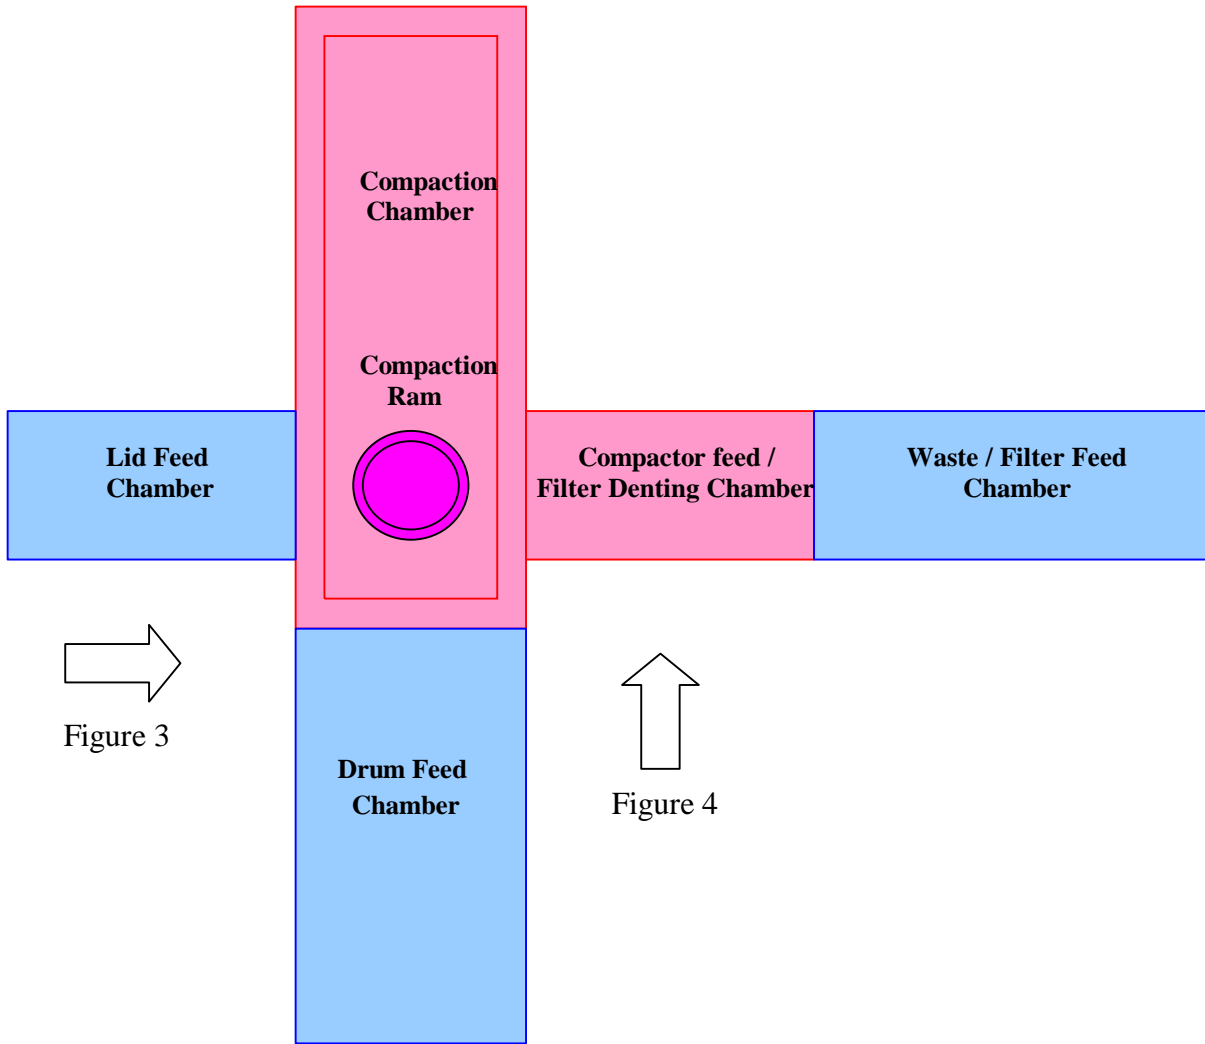 Compaction
Chamber
Compaction
Ram
Lid Feed
Chamber
Compactor feed /
Filter Denting Chamber
Waste / Filter Feed
Chamber
Figure 3
Drum Feed
Chamber
Figure 4